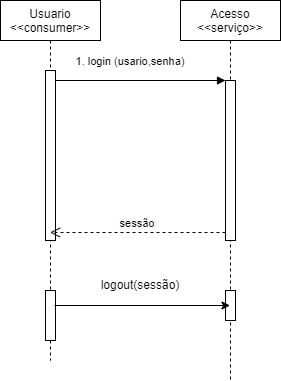 Usuario
<<consumer>>
Acesso
<<serviço>>
1. login (usario,senha)
sessão
logout(sessão)